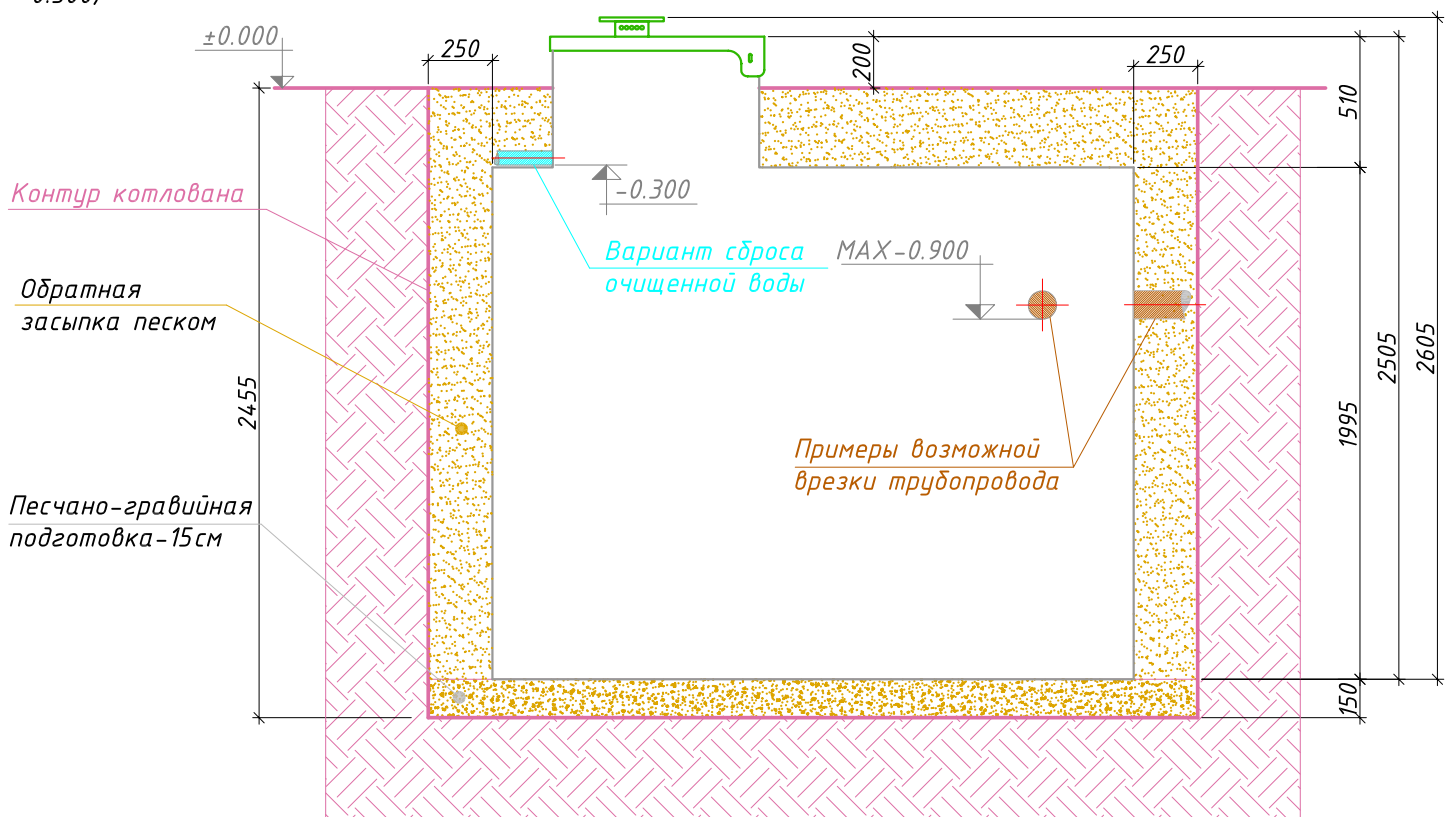 ±0.000
250
200
250
510
Контур котлована
-0.300
Вариант сброса
очищенной воды
MAX-0.900
Обратная
засыпка песком
2455
2505
2605
1995
Примеры возможной
врезки трубопровода
Песчано-гравийная
подготовка-15см
150